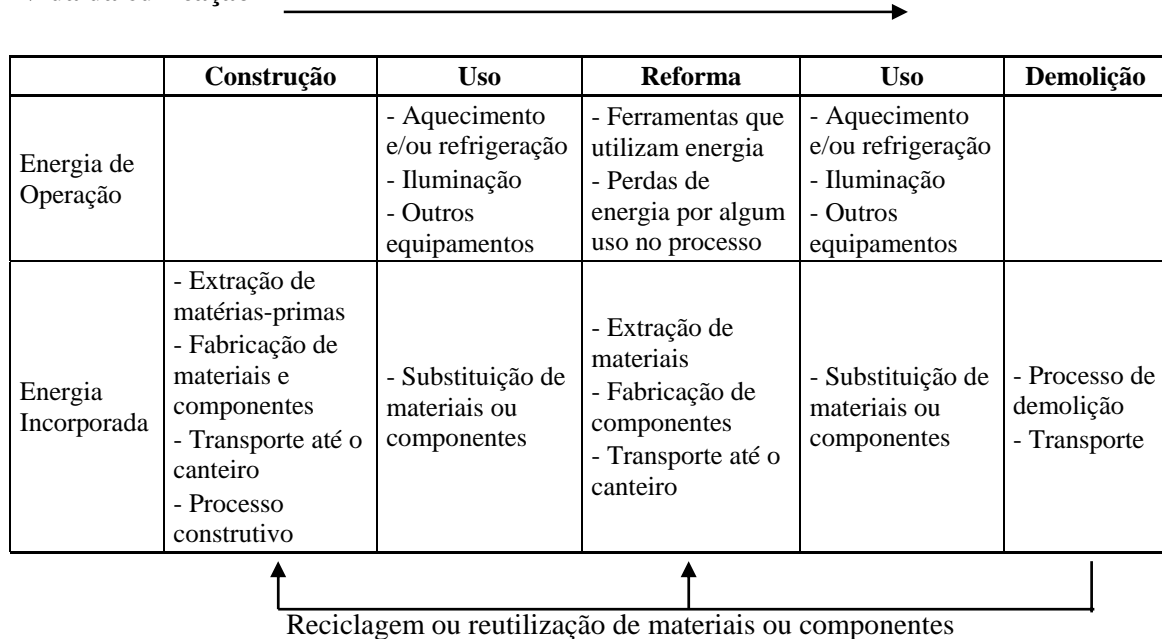 Construção Uso Reforma Uso Demolição
Energia de
Operação
- Aquecimento
e/ou refrigeração
- Iluminação
- Outros
equipamentos
- Ferramentas que
utilizam energia
- Perdas de
energia por algum
uso no processo
- Aquecimento
e/ou refrigeração
- Iluminação
- Outros
equipamentos
Energia
Incorporada
- Extração de
matérias-primas
- Fabricação de
materiais e
componentes
- Transporte até o
canteiro
- Processo
construtivo
- Substituição de
materiais ou
componentes
- Extração de
materiais
- Fabricação de
componentes
- Transporte até o
canteiro
- Substituição de
materiais ou
componentes
- Processo de
demolição
- Transporte
Reciclagem ou reutilização de materiais ou componentes